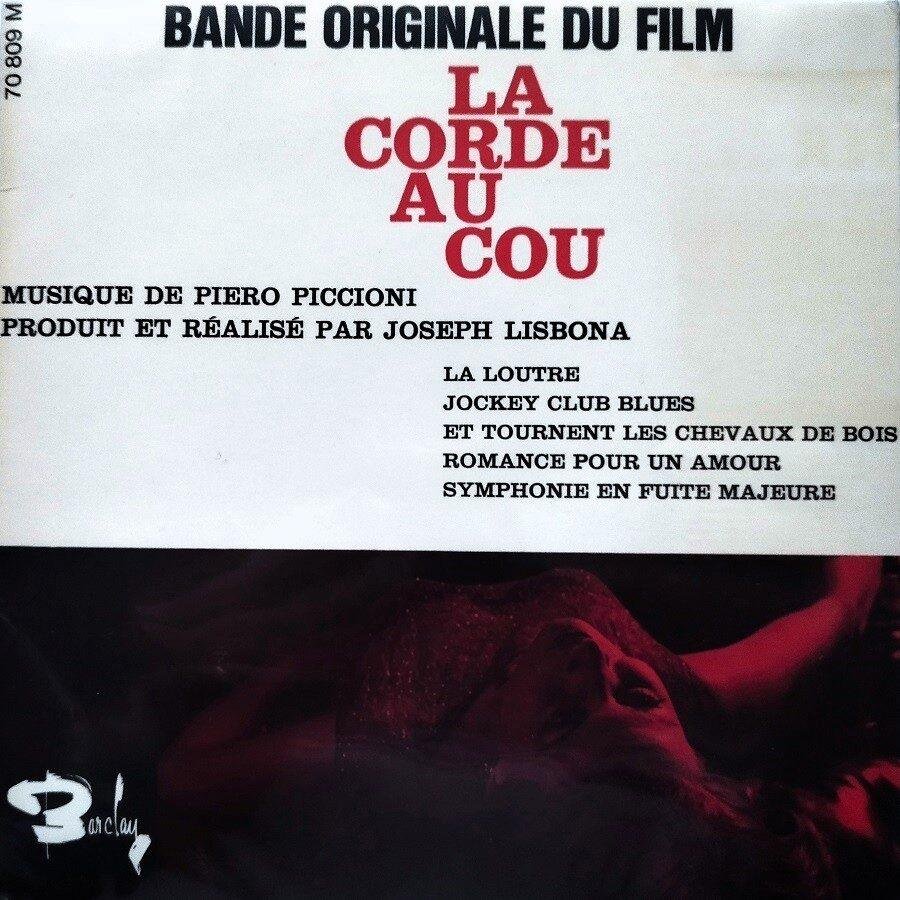 70 809 M
BANDE ORIGINALE DU FILM
LA
CORDE
AU
COU
MUSIQUE DE PIERO PICCIONI
PRODUIT ET RÉALISÉ PAR JOSEPH LISBONA
LA LOUTRE
JOCKEY CLUB BLUES
ET TOURNENT LES CHEVAUX DE BOIS
ROMANCE POUR UN AMOUR
SYMPHONIE EN FUITE MAJEURE
Barclay